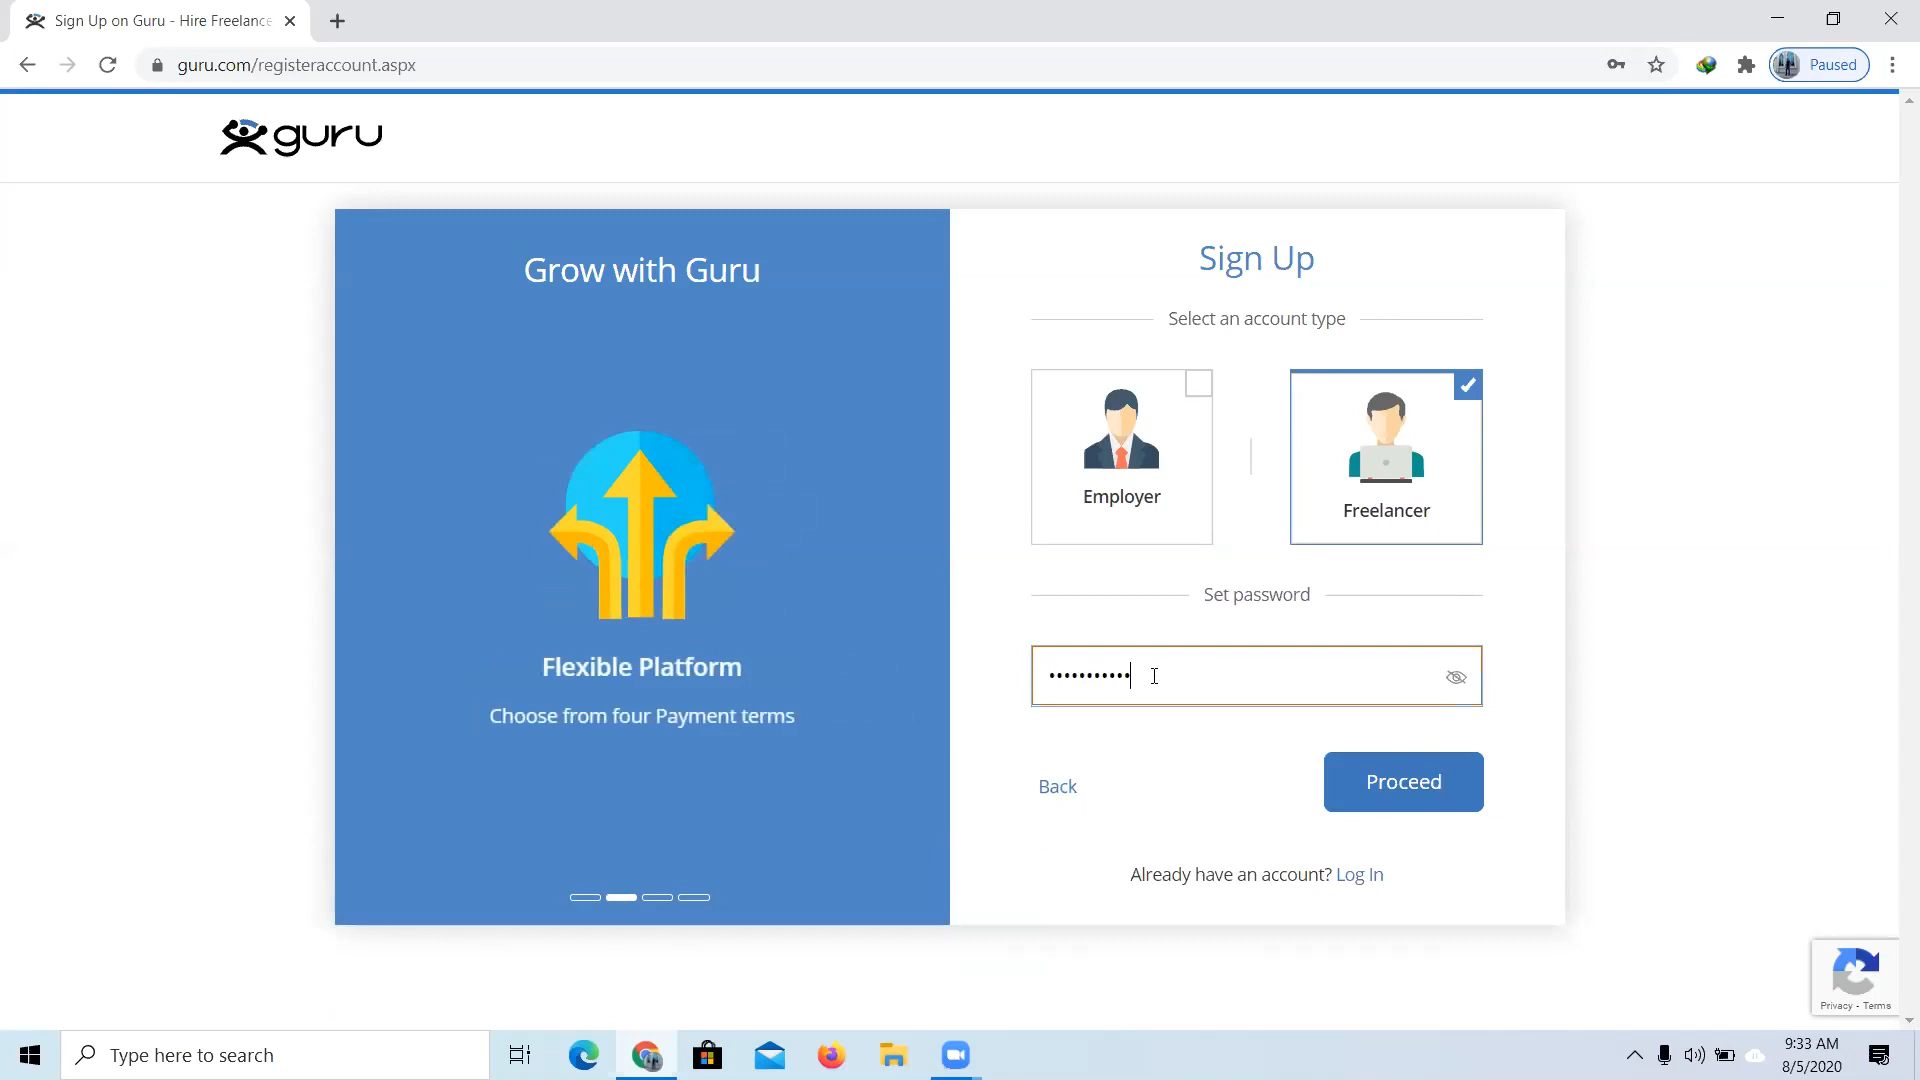 Sign Up on Guru - Hire Freelance
guru.com/registeraccount.aspx
Paused
guru
Grow with Guru
Flexible Platform
Choose from four Payment terms
Sign Up
Select an account type
Employer
Freelancer
Set password
•••••••••••
Back
Proceed
Already have an account? Log In
Privacy - Terms
Type here to search
9:33 AM
8/5/2020